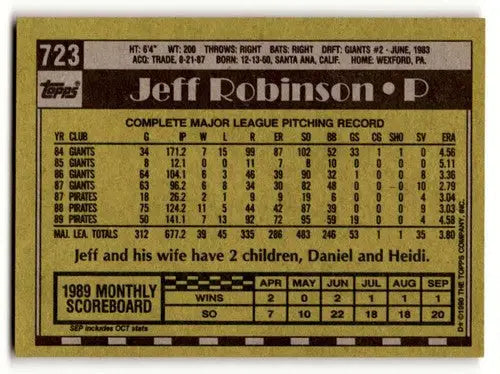 723
HT: 6'4" WT: 200 THROWS: RIGHT BATS: RIGHT DRFT: GIANTS #2 - JUNE, 1983
ACQ: TRADE, 8-21-87 BORN: 12-13-60, SANTA ANA, CALIF. HOME: WEXFORD, PA.
Topps
Jeff Robinson • P
COMPLETE MAJOR LEAGUE PITCHING RECORD
YR CLUB G IP W L R ER SO BB GS CG SHO SV ERA
84 GIANTS 34 171.2 7 15 99 87 102 52 33 1 1 0 4.56
85 GIANTS 8 12.1 0 0 11 7 8 10 0 0 0 0 5.11
86 GIANTS 64 104.1 6 3 46 39 90 32 1 0 0 8 3.36
87 GIANTS 63 96.2 6 8 34 30 82 48 0 0 0 10 2.79
87 PIRATES 18 26.2 2 1 9 9 19 6 0 0 0 4 3.04
88 PIRATES 75 124.2 11 5 44 42 87 39 0 0 0 9 3.03
89 PIRATES 50 141.1 7 13 92 72 95 59 19 0 0 4 4.58
MAJ. LEA. TOTALS 312 677.2 39 45 335 286 483 246 53 1 1 35 3.80
Jeff and his wife have 2 children, Daniel and Heidi.
1989 MONTHLY
SCOREBOARD
SEP includes OCT stats
APR MAY JUN JUL AUG SEP
WINS 2 0 2 1 1 1
SO 7 10 22 18 18 20
© 1990 THE TOPPS COMPANY, INC.